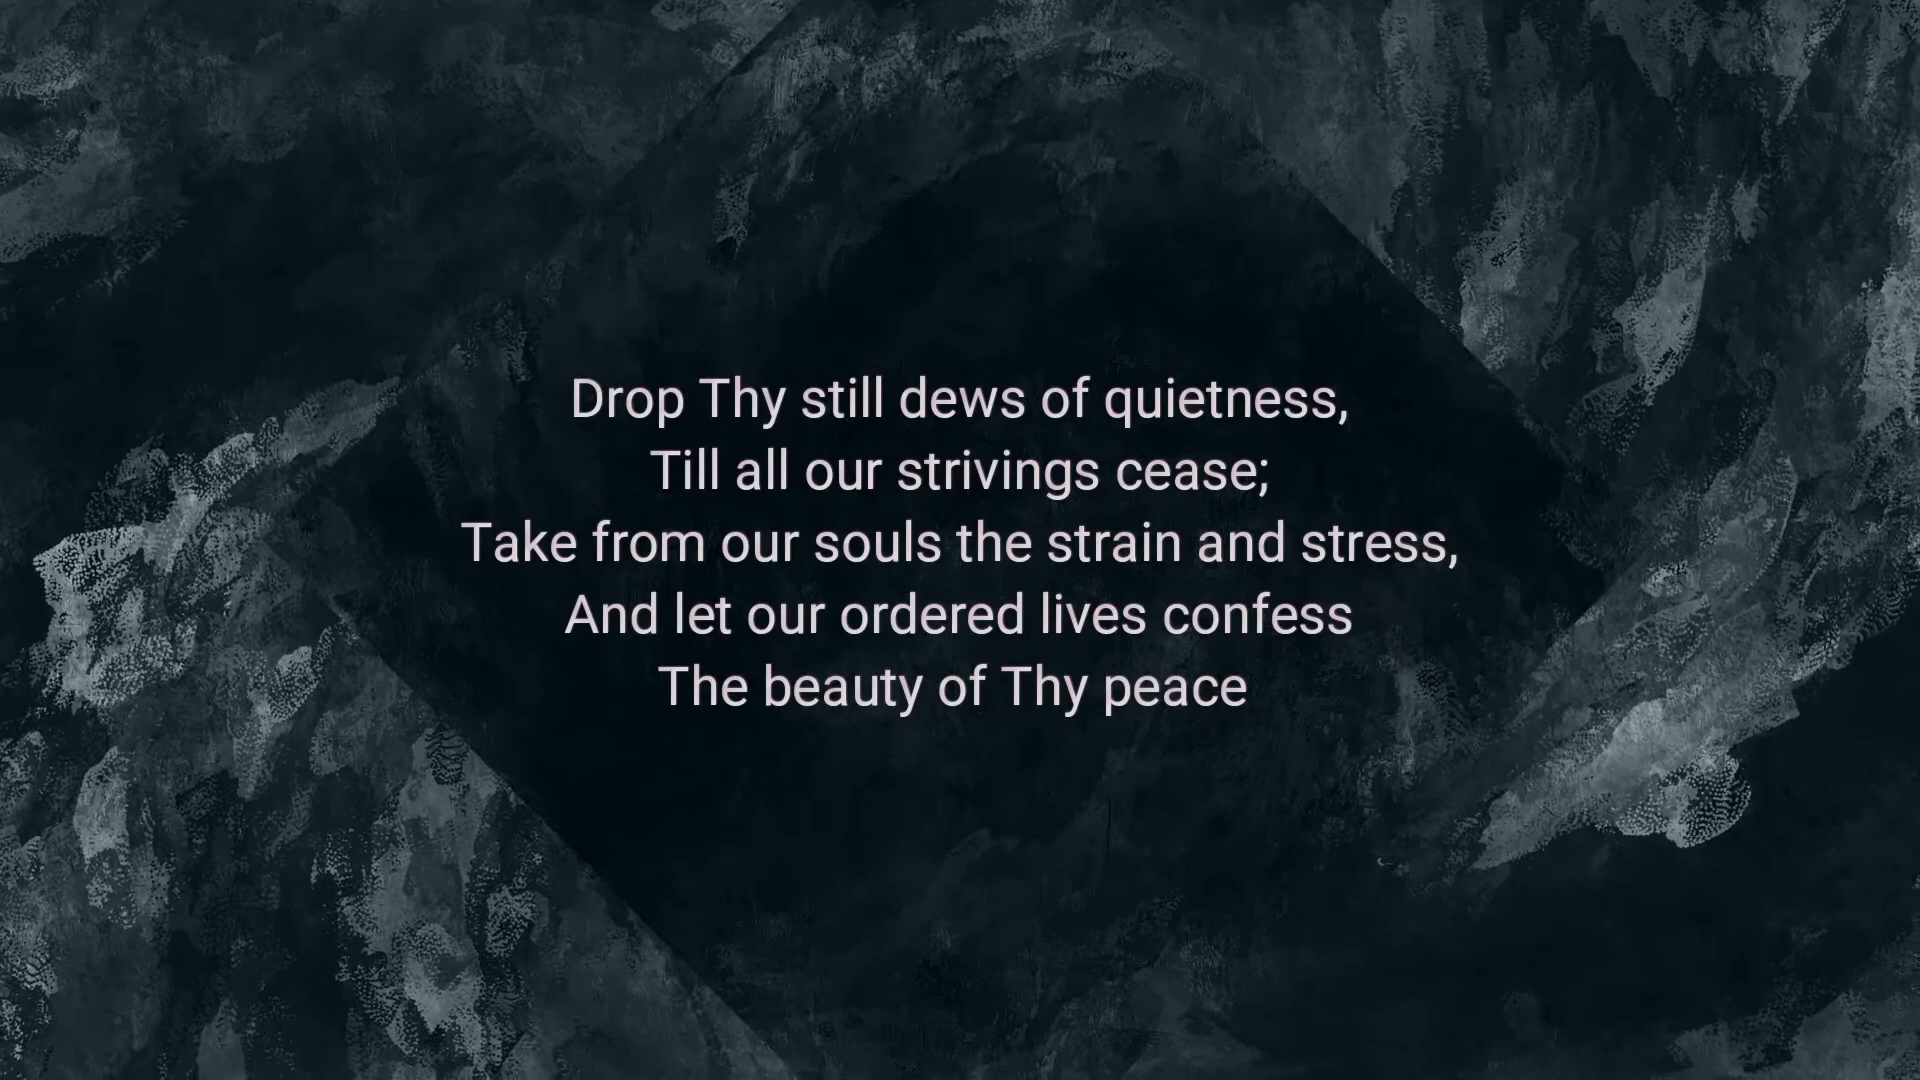 Drop Thy still dews of quietness,
Till all our strivings cease;
Take from our souls the strain and stress,
And let our ordered lives confess
The beauty of Thy peace